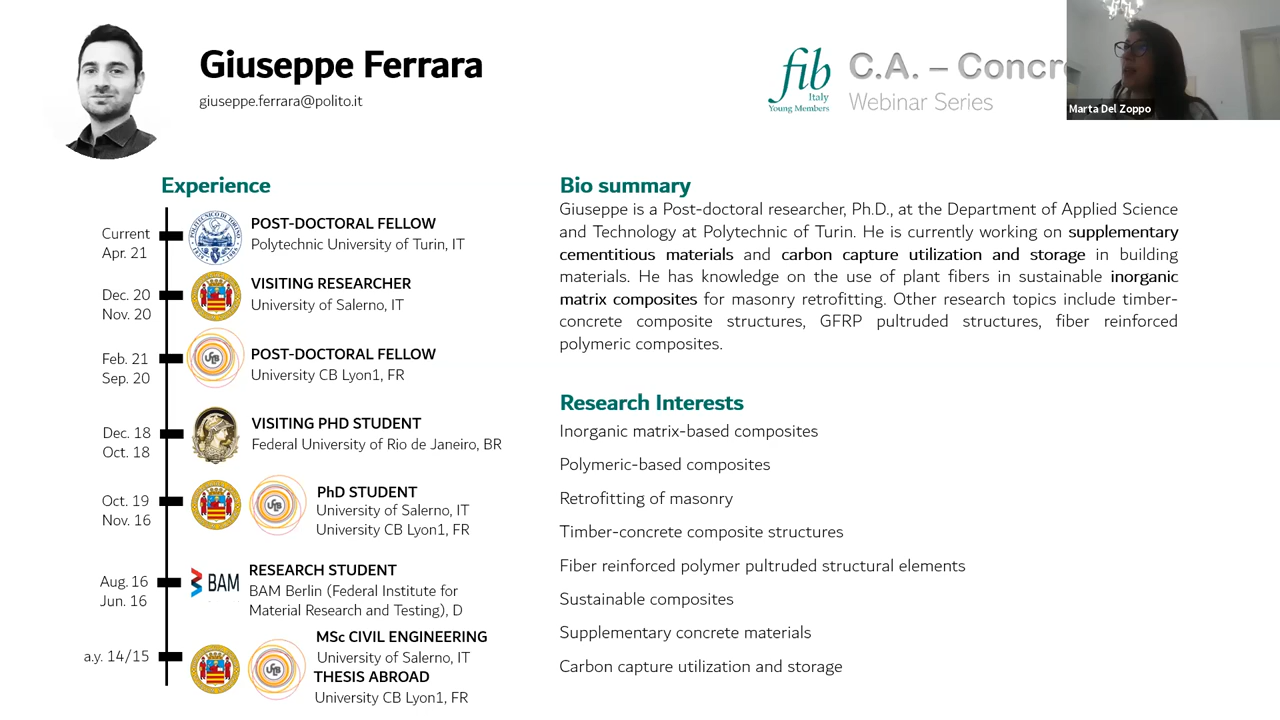 Giuseppe Ferrara
giuseppe.ferrara@polito.it
fib
Italy
Young Members
C.A. – Concr
Webinar Series
Marta Del Zoppo
Experience
Current
Apr. 21
POST-DOCTORAL FELLOW
Polytechnic University of Turin, IT
Dec. 20
Nov. 20
VISITING RESEARCHER
University of Salerno, IT
Feb. 21
Sep. 20
POST-DOCTORAL FELLOW
University CB Lyon1, FR
Dec. 18
Oct. 18
VISITING PHD STUDENT
Federal University of Rio de Janeiro, BR
Oct. 19
Nov. 16
PhD STUDENT
University of Salerno, IT
University CB Lyon1, FR
Aug. 16
Jun. 16
BAM
RESEARCH STUDENT
BAM Berlin (Federal Institute for
Material Research and Testing), D
a.y. 14/15
MSc CIVIL ENGINEERING
University of Salerno, IT
THESIS ABROAD
University CB Lyon1, FR
Bio summary
Giuseppe is a Post-doctoral researcher, Ph.D., at the Department of Applied Science
and Technology at Polytechnic of Turin. He is currently working on supplementary
cementitious materials and carbon capture utilization and storage in building
materials. He has knowledge on the use of plant fibers in sustainable inorganic
matrix composites for masonry retrofitting. Other research topics include timber-
concrete composite structures, GFRP pultruded structures, fiber reinforced
polymeric composites.
Research Interests
Inorganic matrix-based composites
Polymeric-based composites
Retrofitting of masonry
Timber-concrete composite structures
Fiber reinforced polymer pultruded structural elements
Sustainable composites
Supplementary concrete materials
Carbon capture utilization and storage